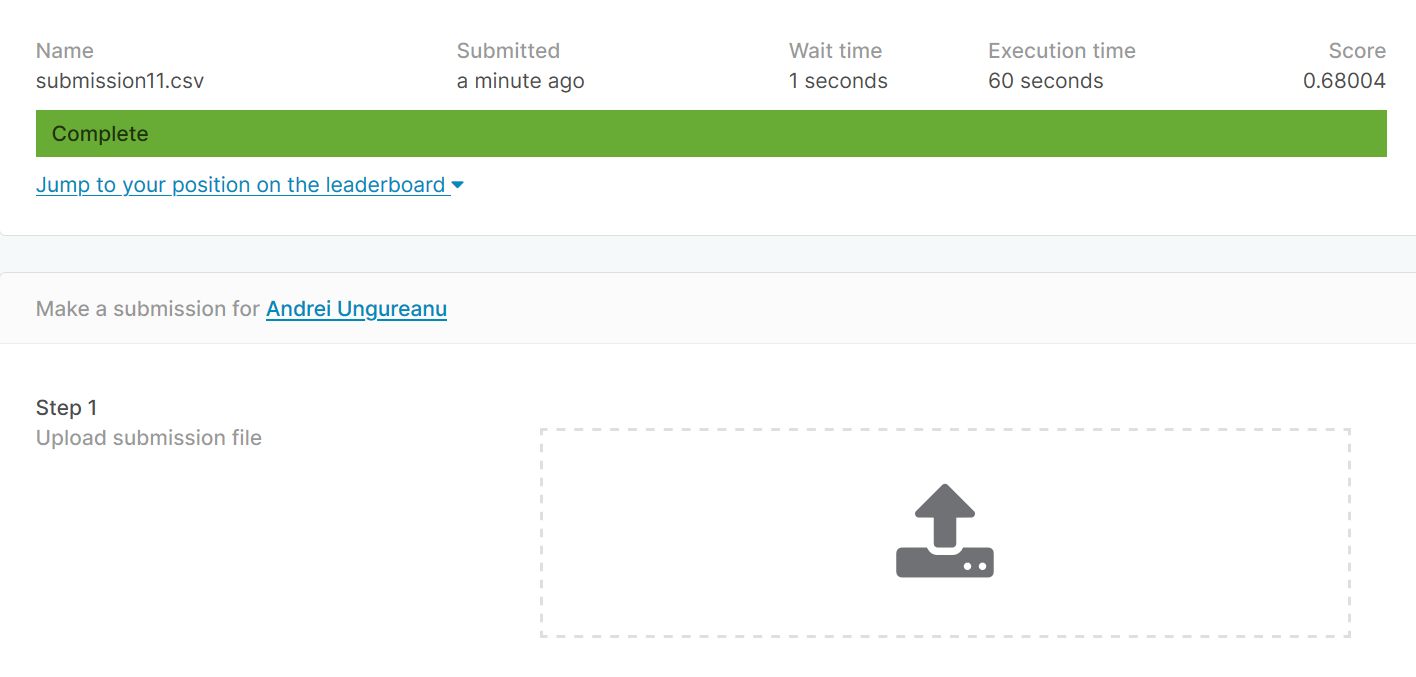 Name Submitted Wait time Execution time Score
submission11.csv a minute ago 1 seconds 60 seconds 0.68004
Complete
Jump to your position on the leaderboard
Make a submission for Andrei Ungureanu
Step 1
Upload submission file